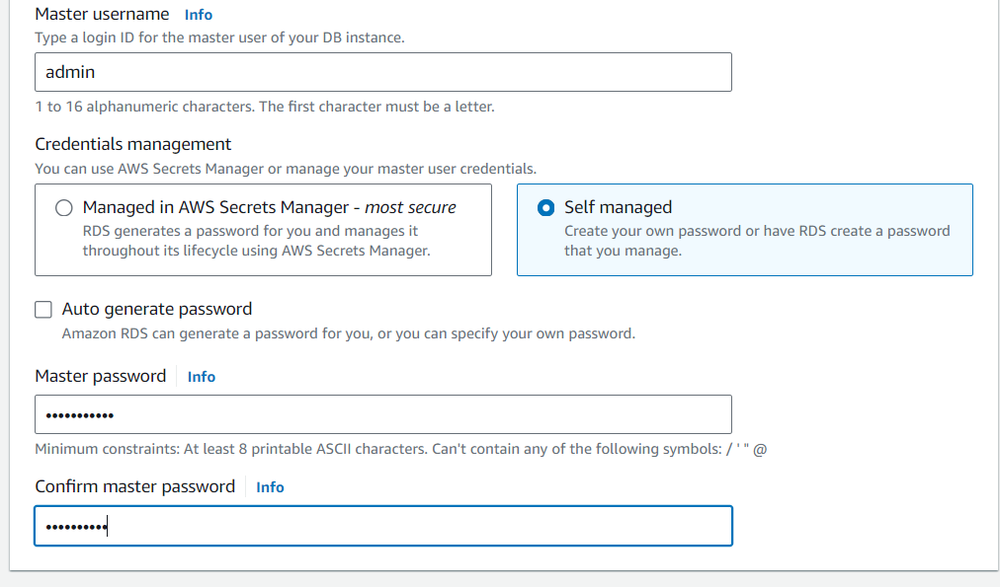 Master username Info
Type a login ID for the master user of your DB instance.
admin
1 to 16 alphanumeric characters. The first character must be a letter.
Credentials management
You can use AWS Secrets Manager or manage your master user credentials.
Managed in AWS Secrets Manager - most secure
RDS generates a password for you and manages it
throughout its lifecycle using AWS Secrets Manager.
Self managed
Create your own password or have RDS create a password
that you manage.
Auto generate password
Amazon RDS can generate a password for you, or you can specify your own password.
Master password Info
•••••••••••
Minimum constraints: At least 8 printable ASCII characters. Can't contain any of the following symbols: / ' " @
Confirm master password Info
••••••••••